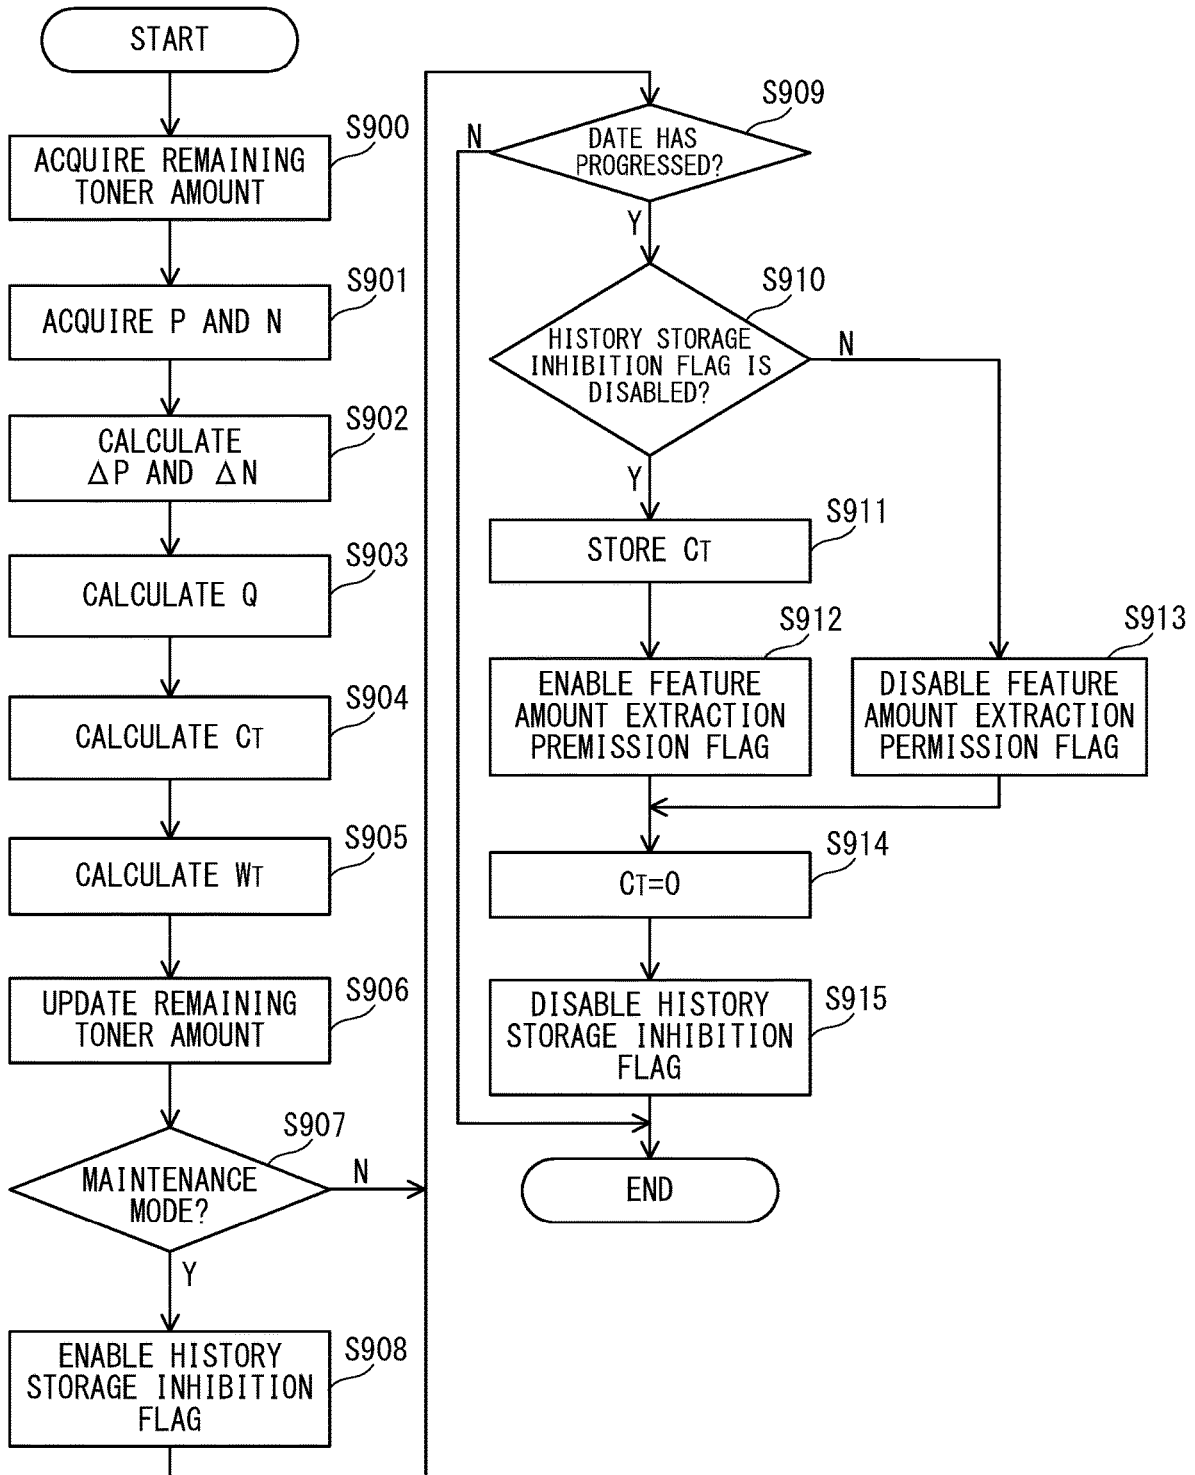 START
S900
ACQUIRE REMAINING
TONER AMOUNT
S901
ACQUIRE P AND N
S902
CALCULATE
ΔP AND ΔN
S903
CALCULATE Q
S904
CALCULATE CT
S905
CALCULATE WT
S906
UPDATE REMAINING
TONER AMOUNT
S907
MAINTENANCE
MODE?
N
Y
S908
ENABLE HISTORY
STORAGE INHIBITION
FLAG
S909
DATE HAS
PROGRESSED?
N
Y
S910
HISTORY STORAGE
INHIBITION FLAG IS
DISABLED?
N
Y
S911
STORE CT
S912
ENABLE FEATURE
AMOUNT EXTRACTION
PREMISSION FLAG
S913
DISABLE FEATURE
AMOUNT EXTRACTION
PERMISSION FLAG
S914
CT=0
S915
DISABLE HISTORY
STORAGE INHIBITION
FLAG
END